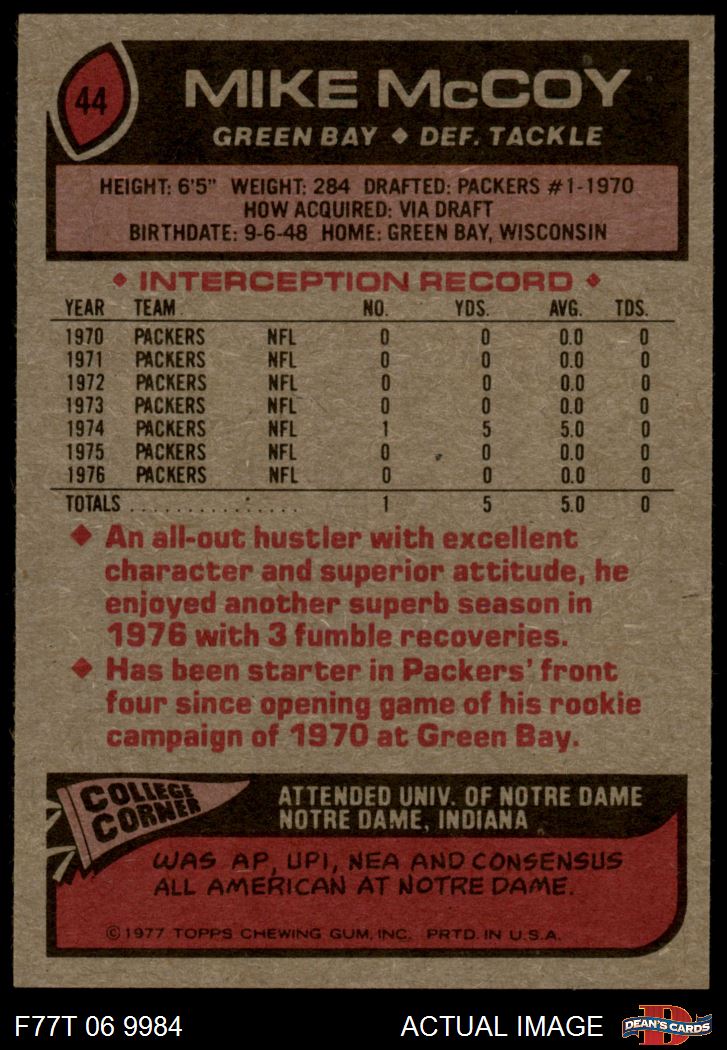 44
MIKE McCOY
GREEN BAY ◆ DEF. TACKLE
HEIGHT: 6'5" WEIGHT: 284 DRAFTED: PACKERS #1-1970
HOW ACQUIRED: VIA DRAFT
BIRTHDATE: 9-6-48 HOME: GREEN BAY, WISCONSIN
◆ INTERCEPTION RECORD ◆
YEAR TEAM NO. YDS. AVG. TDS.
1970 PACKERS NFL 0 0 0.0 0
1971 PACKERS NFL 0 0 0.0 0
1972 PACKERS NFL 0 0 0.0 0
1973 PACKERS NFL 0 0 0.0 0
1974 PACKERS NFL 1 5 5.0 0
1975 PACKERS NFL 0 0 0.0 0
1976 PACKERS NFL 0 0 0.0 0
TOTALS .............. 1 5 5.0 0
◆ An all-out hustler with excellent
character and superior attitude, he
enjoyed another superb season in
1976 with 3 fumble recoveries.
◆ Has been starter in Packers' front
four since opening game of his rookie
campaign of 1970 at Green Bay.
COLLEGE
CORNER
ATTENDED UNIV. OF NOTRE DAME
NOTRE DAME, INDIANA
WAS AP, UPI, NEA AND CONSENSUS
ALL AMERICAN AT NOTRE DAME.
©1977 TOPPS CHEWING GUM, INC. PRTD. IN U.S.A.
F77T 06 9984 ACTUAL IMAGE
D
DEAN'S CARDS